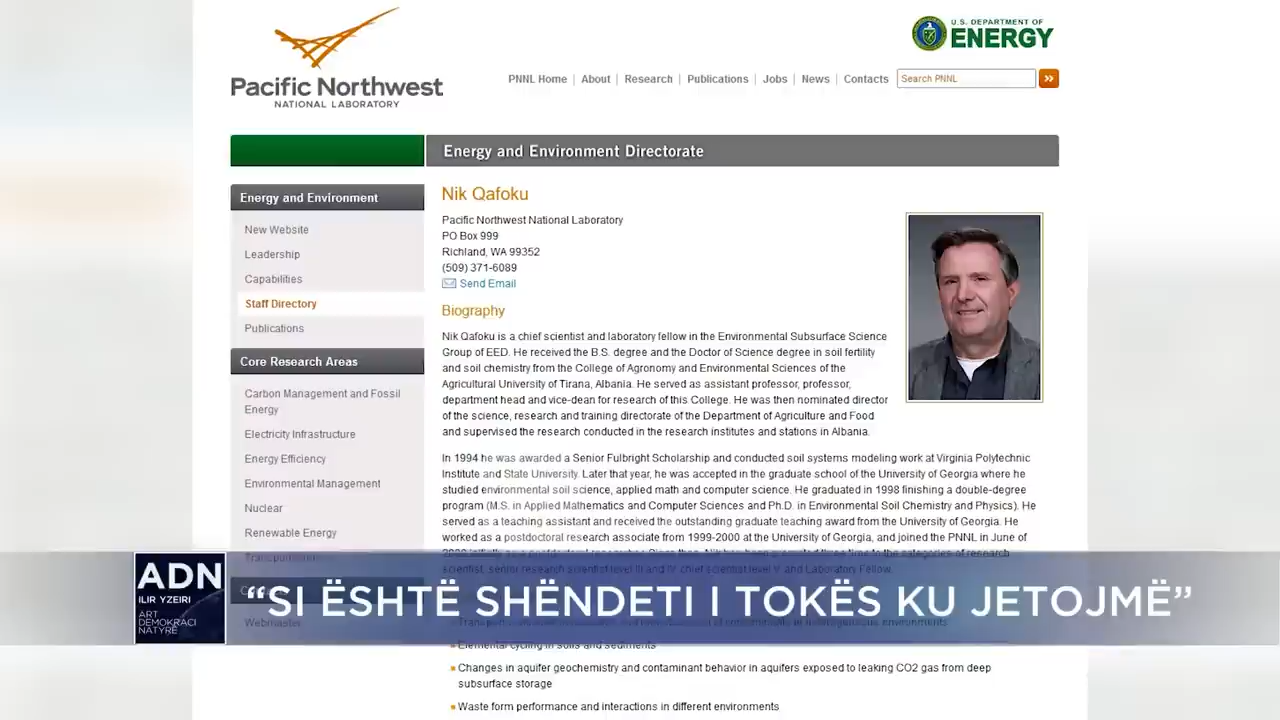 Pacific Northwest
NATIONAL LABORATORY
U.S. DEPARTMENT OF
ENERGY
PNNL Home | About | Research | Publications | Jobs | News | Contacts
Search PNNL
»
Energy and Environment Directorate
Energy and Environment
New Website
Leadership
Capabilities
Staff Directory
Publications
Core Research Areas
Carbon Management and Fossil
Energy
Electricity Infrastructure
Energy Efficiency
Environmental Management
Nuclear
Renewable Energy
Nik Qafoku
Pacific Northwest National Laboratory
PO Box 999
Richland, WA 99352
(509) 371-6089
Send Email
Biography
Nik Qafoku is a chief scientist and laboratory fellow in the Environmental Subsurface Science
Group of EED. He received the B.S. degree and the Doctor of Science degree in soil fertility
and soil chemistry from the College of Agronomy and Environmental Sciences of the
Agricultural University of Tirana, Albania. He served as assistant professor, professor,
department head and vice-dean for research of this College. He was then nominated director
of the science, research and training directorate of the Department of Agriculture and Food
and supervised the research conducted in the research institutes and stations in Albania.
In 1994 he was awarded a Senior Fulbright Scholarship and conducted soil systems modeling work at Virginia Polytechnic
Institute and State University. Later that year, he was accepted in the graduate school of the University of Georgia where he
studied environmental soil science, applied math and computer science. He graduated in 1998 finishing a double-degree
program (M.S. in Applied Mathematics and Computer Sciences and Ph.D. in Environmental Soil Chemistry and Physics). He
served as a teaching assistant and received the outstanding graduate teaching award from the University of Georgia. He
worked as a postdoctoral research associate from 1999-2000 at the University of Georgia, and joined the PNNL in June of
scientist, senior research scientist level III and IV, chief scientist level V, and Laboratory Fellow.
ADN
ILIR YZEIRI
ART
DEMOKRACI
NATYRË
“SI ËSHTË SHËNDETI I TOKËS KU JETOJMË”
Webmaster
Elemental cycling in soils and sediments
Changes in aquifer geochemistry and contaminant behavior in aquifers exposed to leaking CO2 gas from deep
subsurface storage
Waste form performance and interactions in different environments